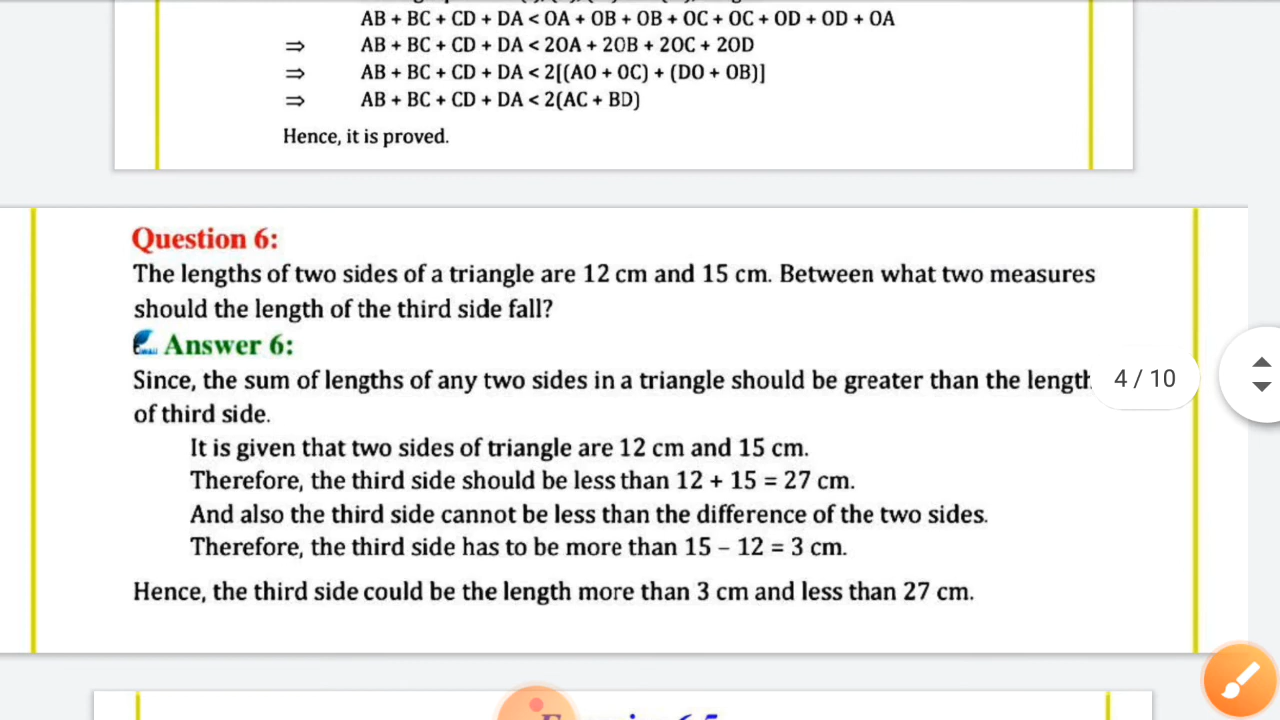 AB + BC + CD + DA < OA + OB + OB + OC + OC + OD + OD + OA
⇒ AB + BC + CD + DA < 2OA + 2OB + 2OC + 2OD
⇒ AB + BC + CD + DA < 2[(AO + OC) + (DO + OB)]
⇒ AB + BC + CD + DA < 2(AC + BD)
Hence, it is proved.
Question 6:
The lengths of two sides of a triangle are 12 cm and 15 cm. Between what two measures
should the length of the third side fall?
Answer 6:
Since, the sum of lengths of any two sides in a triangle should be greater than the length
4 / 10
of third side.
It is given that two sides of triangle are 12 cm and 15 cm.
Therefore, the third side should be less than 12 + 15 = 27 cm.
And also the third side cannot be less than the difference of the two sides.
Therefore, the third side has to be more than 15 – 12 = 3 cm.
Hence, the third side could be the length more than 3 cm and less than 27 cm.